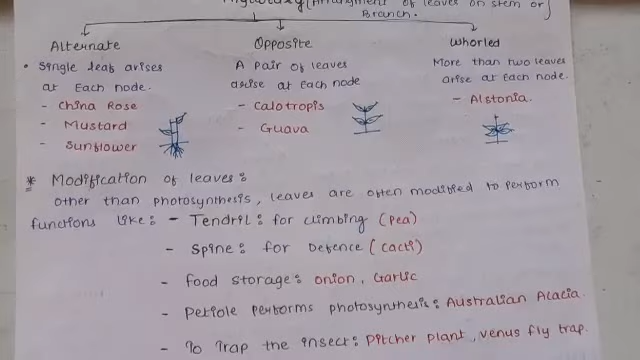 Phyllotaxy [Arrangment of leaves on stem or
Branch.
Alternate
• Single leaf arises
at Each node.
- China Rose
- Mustard
- Sunflower
Opposite
A pair of leaves
arise at Each node
- Calotropis
- Guava
Whorled
More than two leaves
arise at Each node.
- Alstonia.
* Modification of leaves:
other than photosynthesis, leaves are often modified to perform
functions like: - Tendril: for climbing (pea)
- Spine: for Defence (cacti)
- Food storage: onion, Garlic
- Petiole performs photosynthesis: Australian Acacia.
- To Trap the insect: Pitcher plant, venus fly trap.